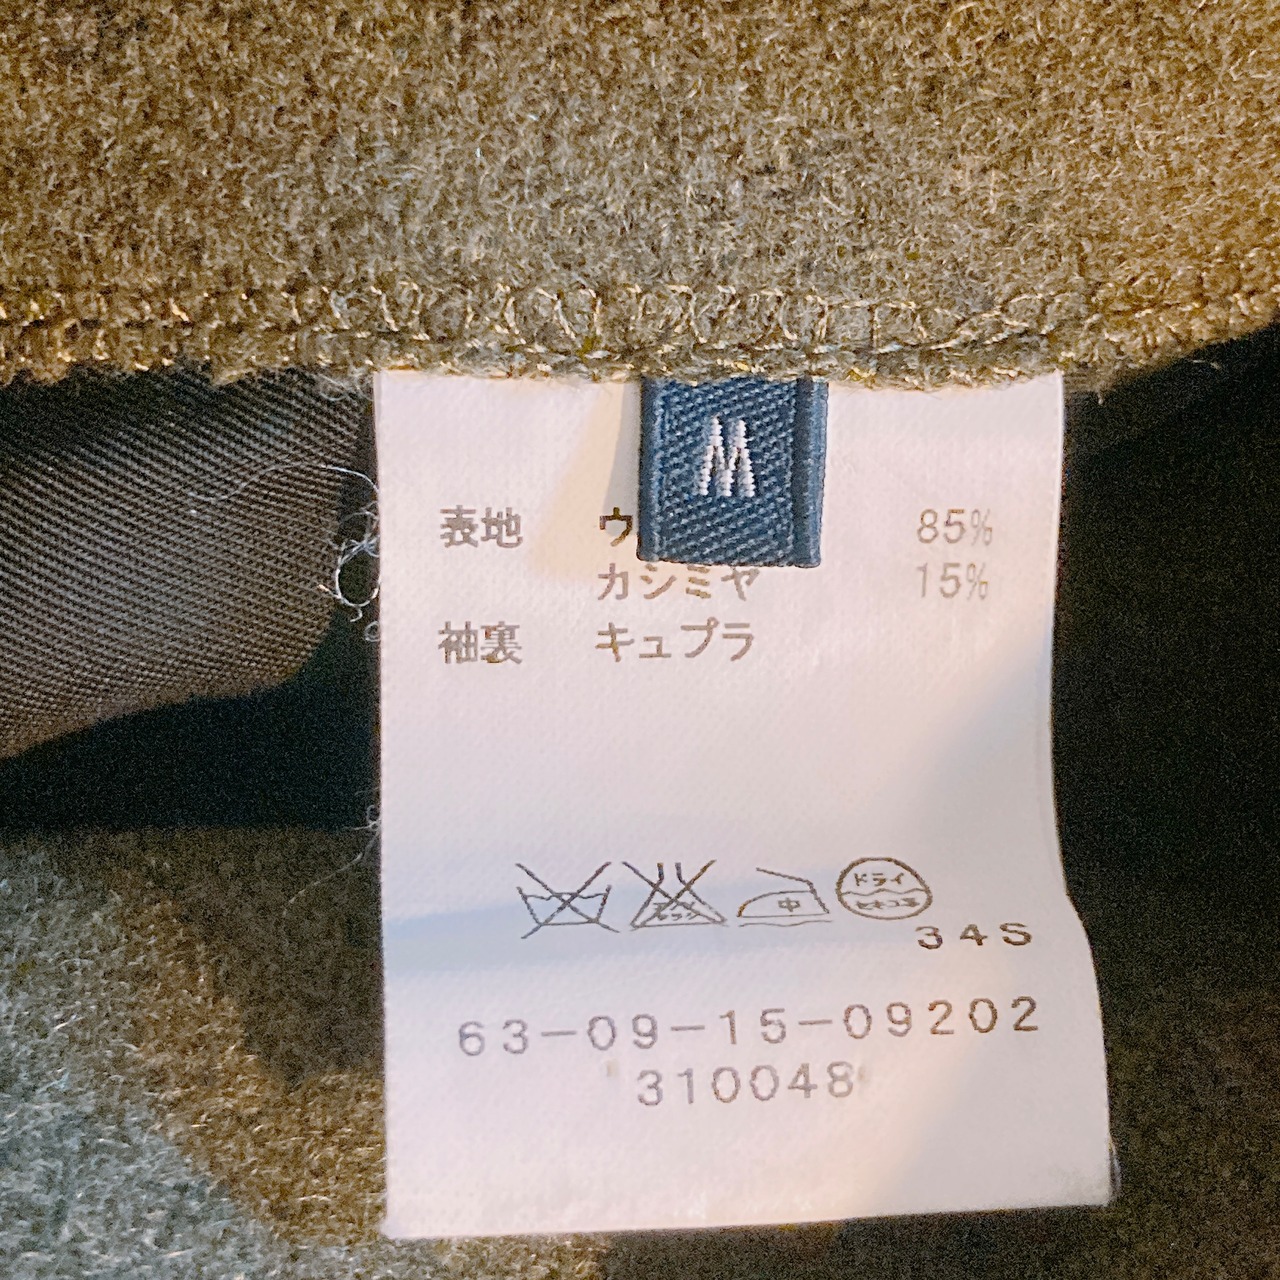 M
表地 ウ 85%
カシミヤ 15%
袖裏 キュプラ
中 ドライ
34S
63-09-15-09202
310048